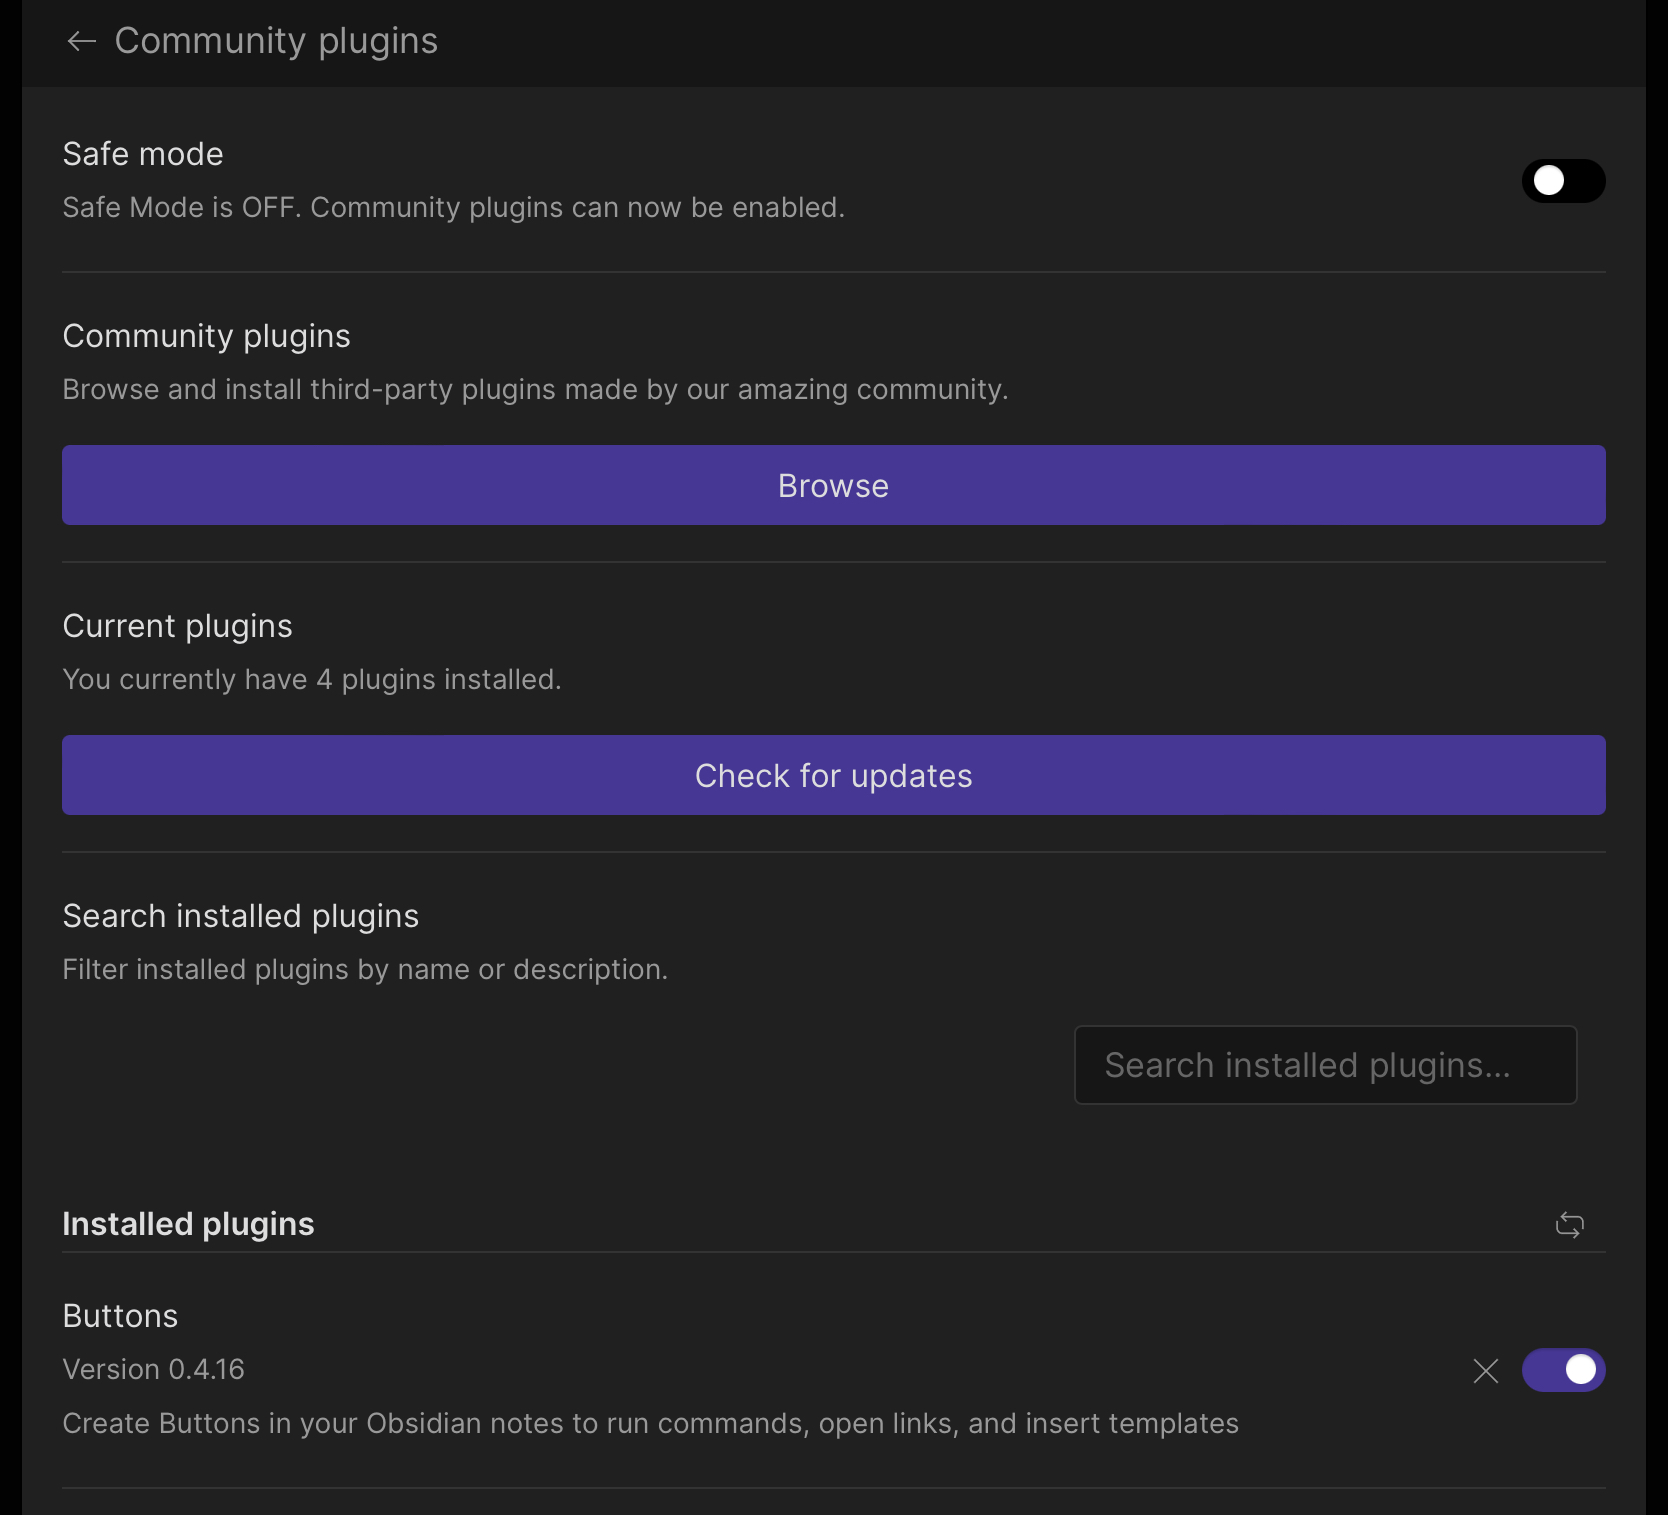 Community plugins
Safe mode
Safe Mode is OFF. Community plugins can now be enabled.
Community plugins
Browse and install third-party plugins made by our amazing community.
Browse
Current plugins
You currently have 4 plugins installed.
Check for updates
Search installed plugins
Filter installed plugins by name or description.
Search installed plugins...
Installed plugins
Buttons
Version 0.4.16
Create Buttons in your Obsidian notes to run commands, open links, and insert templates